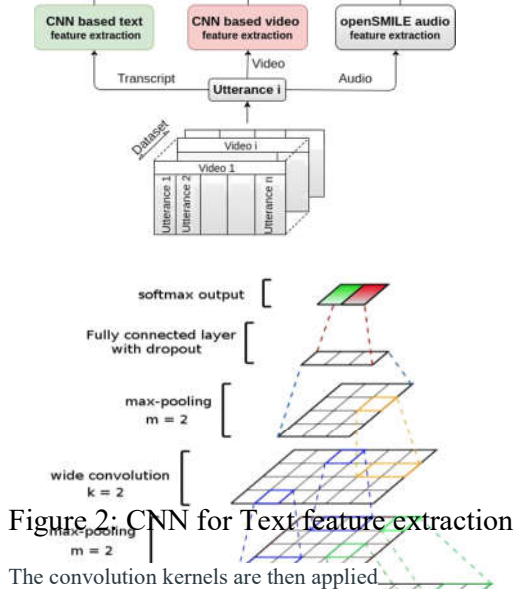 CNN based text
feature extraction
CNN based video
feature extraction
openSMILE audio
feature extraction
Transcript
Video
Audio
Utterance i
Dataset
Video i
Video 1
Utterance 1
Utterance 2
Utterance n
softmax output
Fully connected layer
with dropout
max-pooling
m = 2
wide convolution
k = 2
Figure 2: CNN for Text feature extraction
max-pooling
m = 2
The convolution kernels are then applied